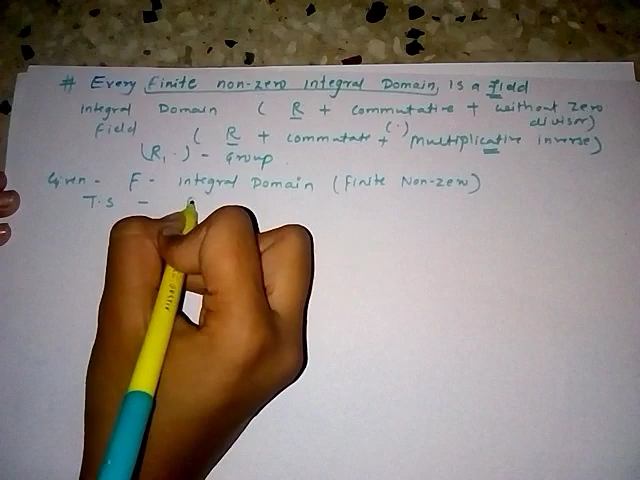 # Every Finite non-zero integral Domain, is a field
Integral Domain ( R + commutative + without zero divisor)
Field ( R + commutate + (·) multiplicative inverse)
(R, ·) - Group.
Given - F - Integral Domain (Finite Non-zero)
T.S -